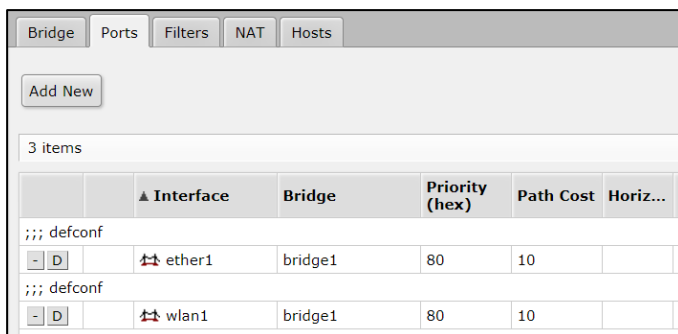 Bridge Ports Filters NAT Hosts
Add New
3 items
▲ Interface Bridge Priority (hex) Path Cost Horiz...
;;; defconf
- D ether1 bridge1 80 10
;;; defconf
- D wlan1 bridge1 80 10